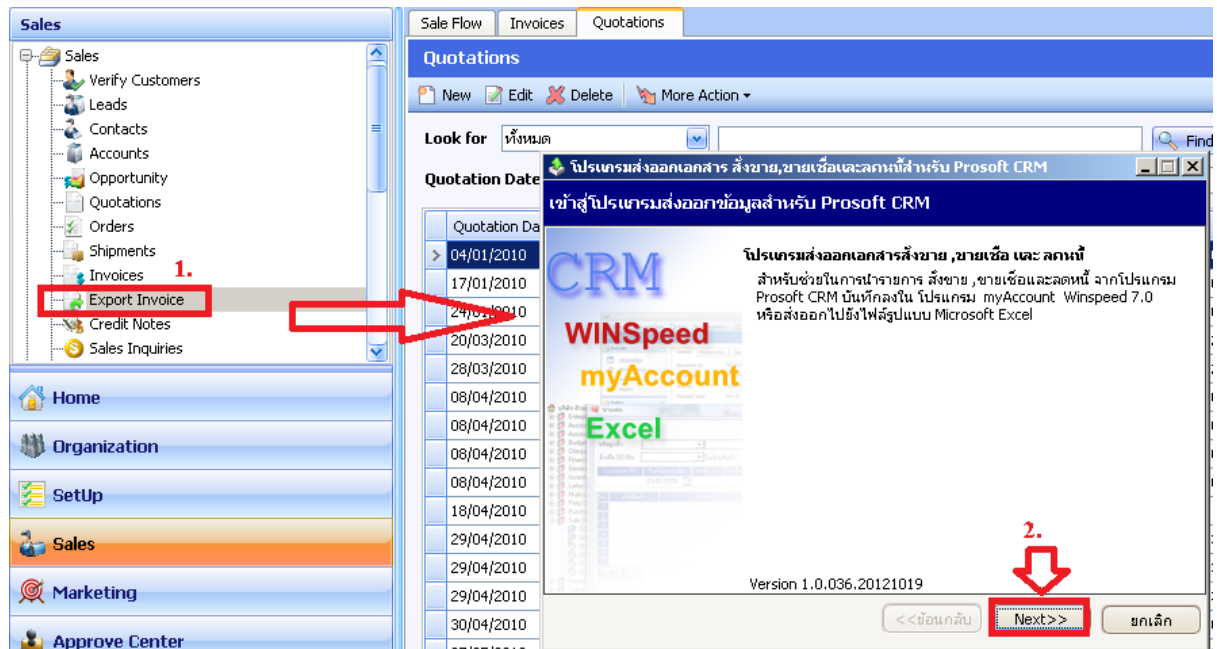 Sales
Sales
Verify Customers
Leads
Contacts
Accounts
Opportunity
Quotations
Orders
Shipments
Invoices
1.
Export Invoice
Credit Notes
Sales Inquiries
Home
Organization
SetUp
Sales
Marketing
Approve Center
Sale Flow Invoices Quotations
Quotations
New Edit Delete More Action
Look for ทั้งหมด Find
Quotation Date
Quotation Da
04/01/2010
17/01/2010
24/01/2010
20/03/2010
28/03/2010
08/04/2010
08/04/2010
08/04/2010
08/04/2010
18/04/2010
29/04/2010
29/04/2010
29/04/2010
30/04/2010
โปรแกรมส่งออกเอกสาร สั่งขาย,ขายเชื่อและลดหนี้สำหรับ Prosoft CRM
เข้าสู่โปรแกรมส่งออกข้อมูลสำหรับ Prosoft CRM
CRM
WINSpeed
myAccount
Excel
โปรแกรมส่งออกเอกสารสั่งขาย ,ขายเชื่อ และ ลดหนี้
สำหรับช่วยในการนำรายการ สั่งขาย ,ขายเชื่อและลดหนี้ จากโปรแกรม
Prosoft CRM บันทึกลงใน โปรแกรม myAccount Winspeed 7.0
หรือส่งออกไปยังไฟล์รูปแบบ Microsoft Excel
Version 1.0.036.20121019
2.
<<ย้อนกลับ Next>> ยกเลิก